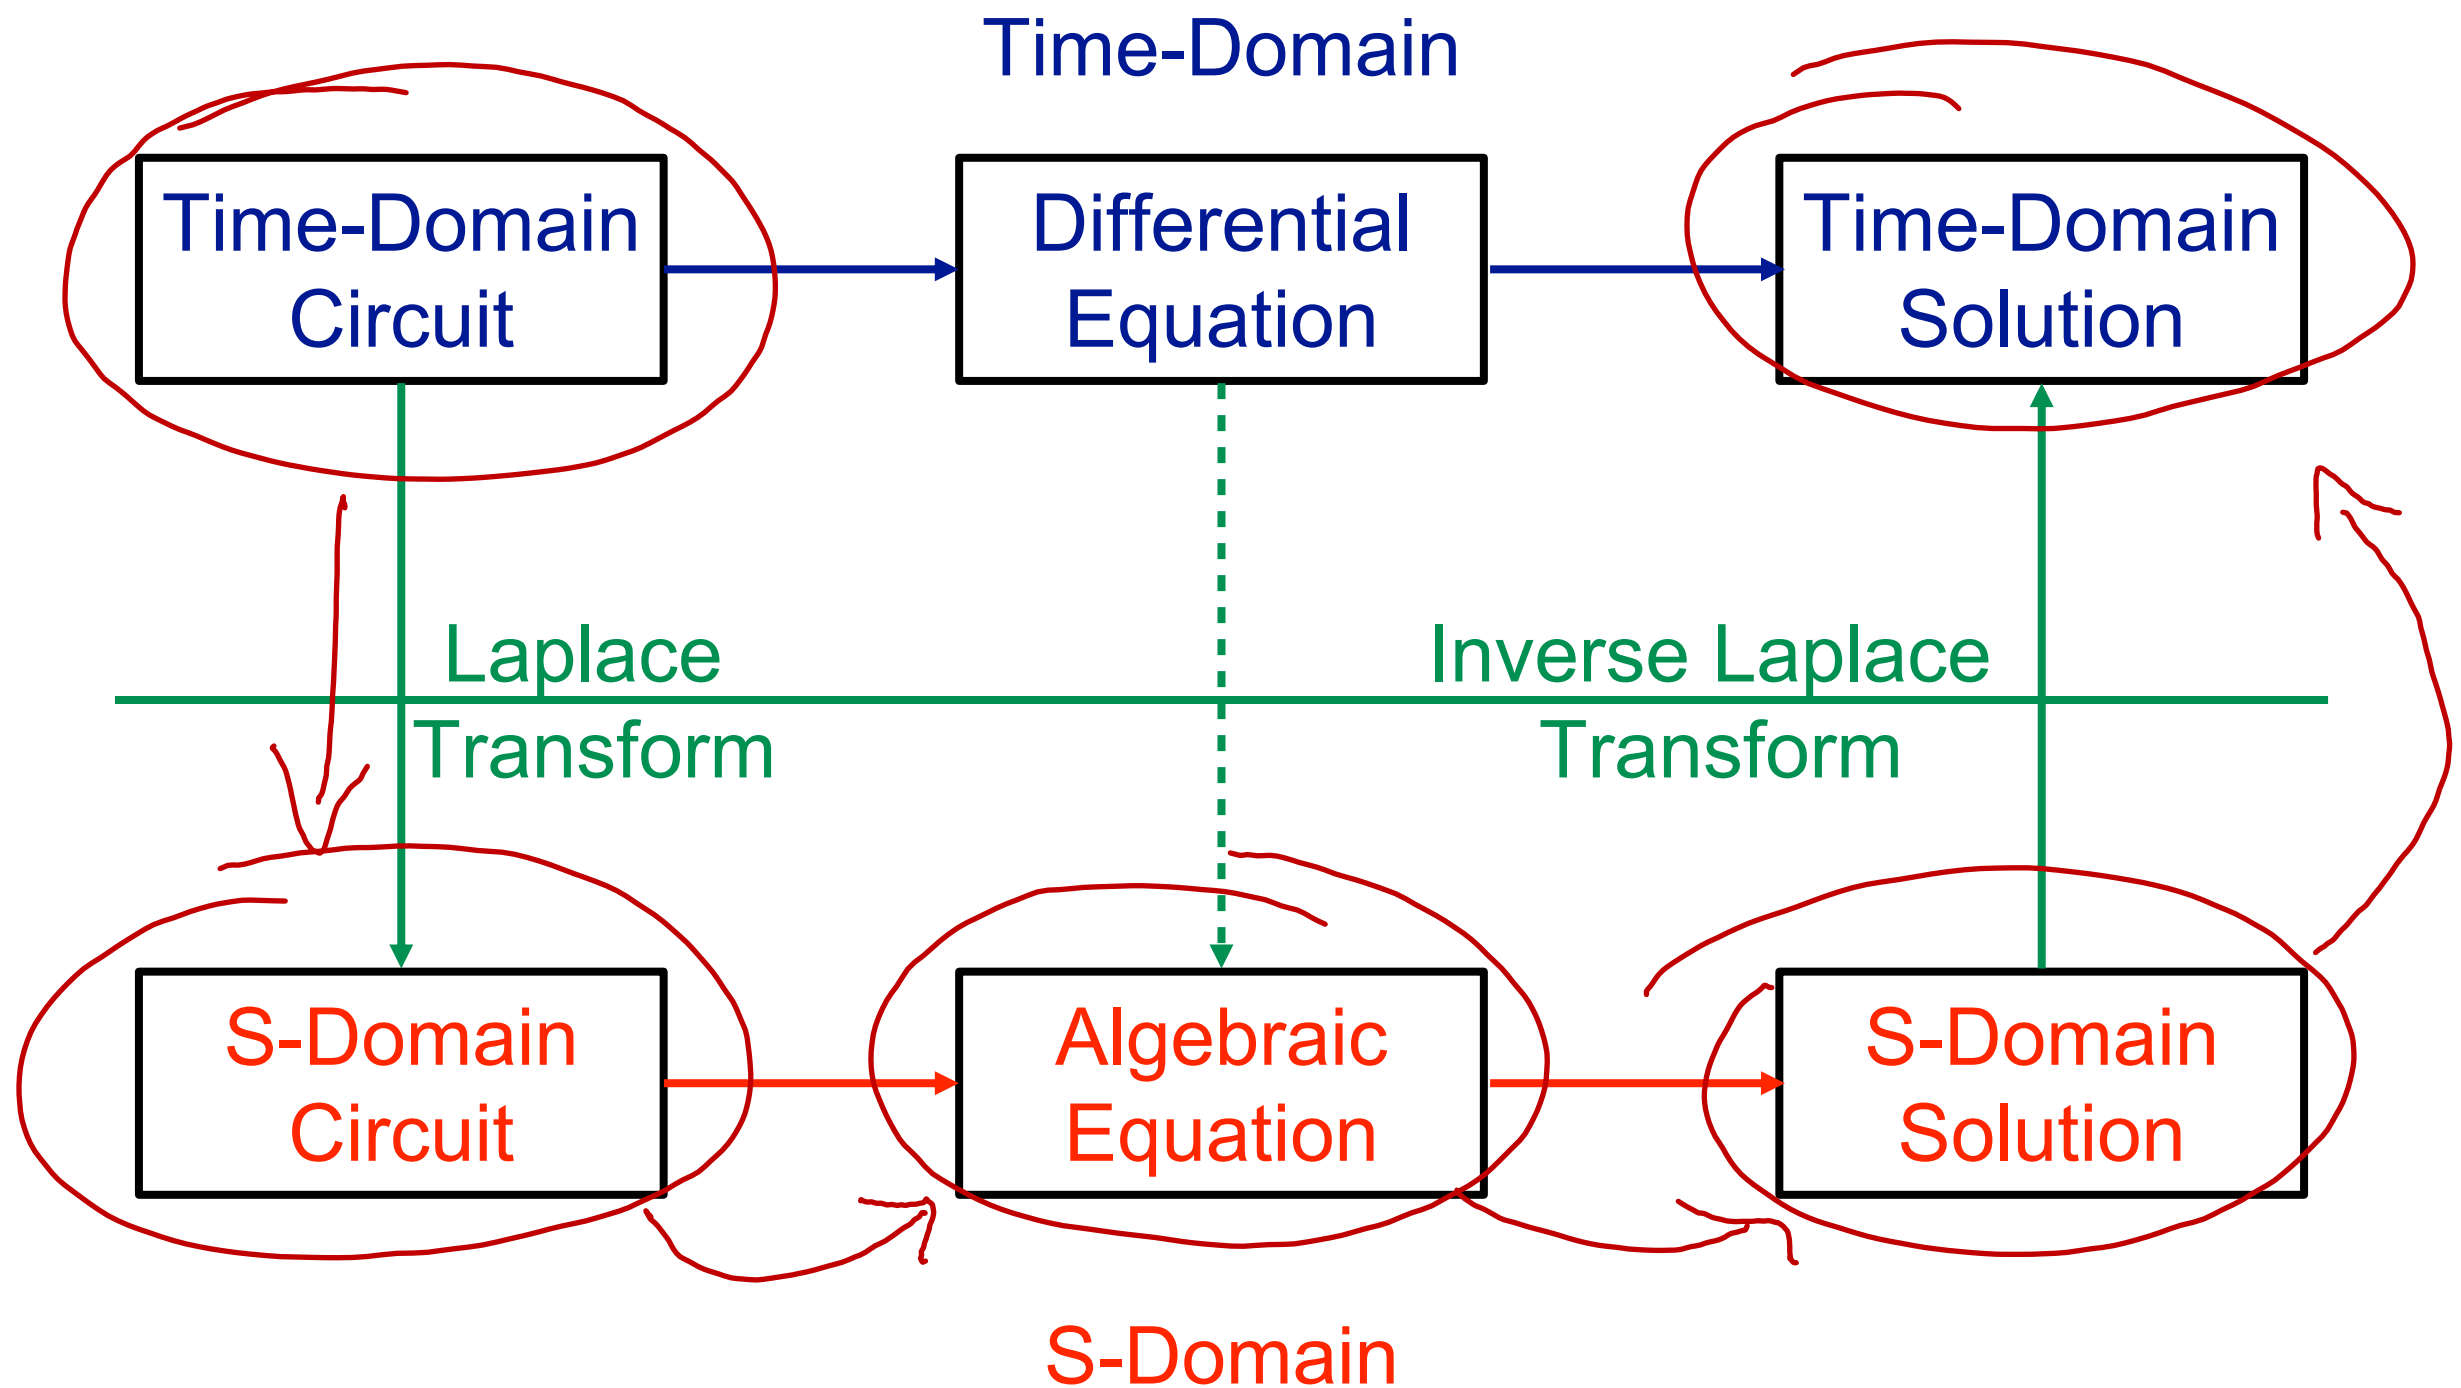 Time-Domain
Time-Domain
Circuit
Differential
Equation
Time-Domain
Solution
Laplace
Transform
Inverse Laplace
Transform
S-Domain
Circuit
Algebraic
Equation
S-Domain
Solution
S-Domain